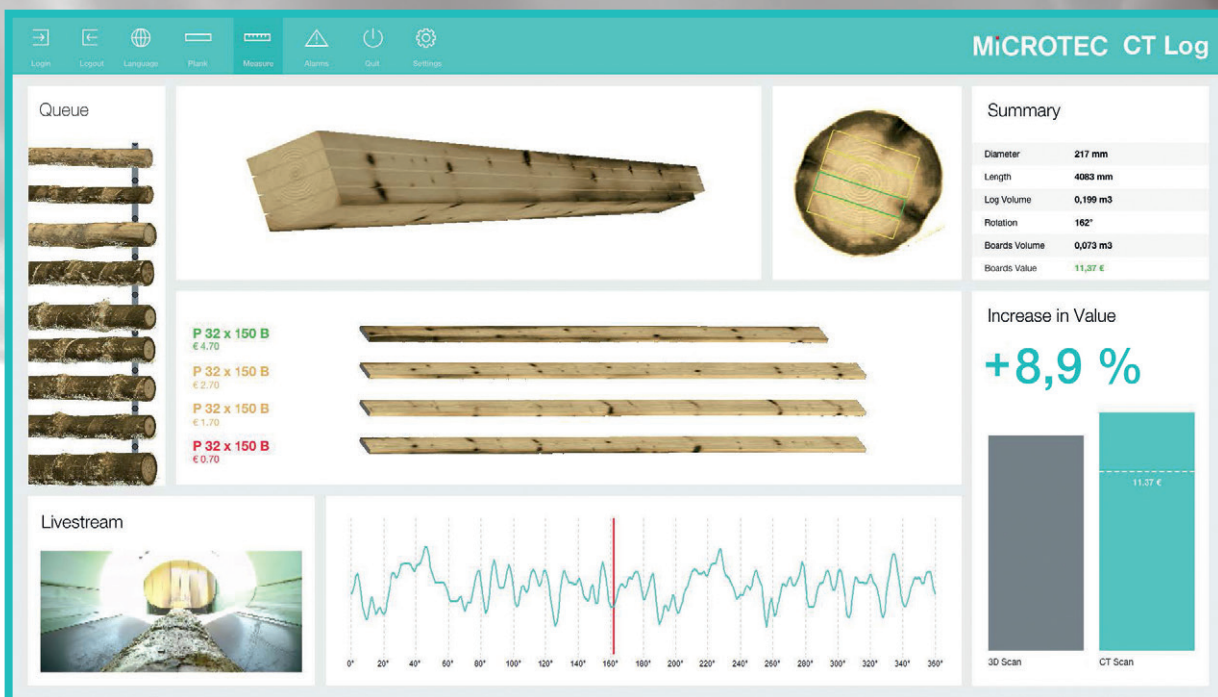 Login
Logout
Language
Plank
Measure
Alarms
Quit
Settings
MiCROTEC CT Log
Queue
Summary
Diameter 217 mm
Length 4083 mm
Log Volume 0,199 m3
Rotation 162°
Boards Volume 0,073 m3
Boards Value 11,37 €
P 32 x 150 B
€ 4.70
P 32 x 150 B
€ 2.70
P 32 x 150 B
€ 1.70
P 32 x 150 B
€ 0.70
Increase in Value
+8,9 %
11.37 €
3D Scan
CT Scan
Livestream
0° 20° 40° 60° 80° 100° 120° 140° 160° 180° 200° 220° 240° 260° 280° 300° 320° 340° 360°